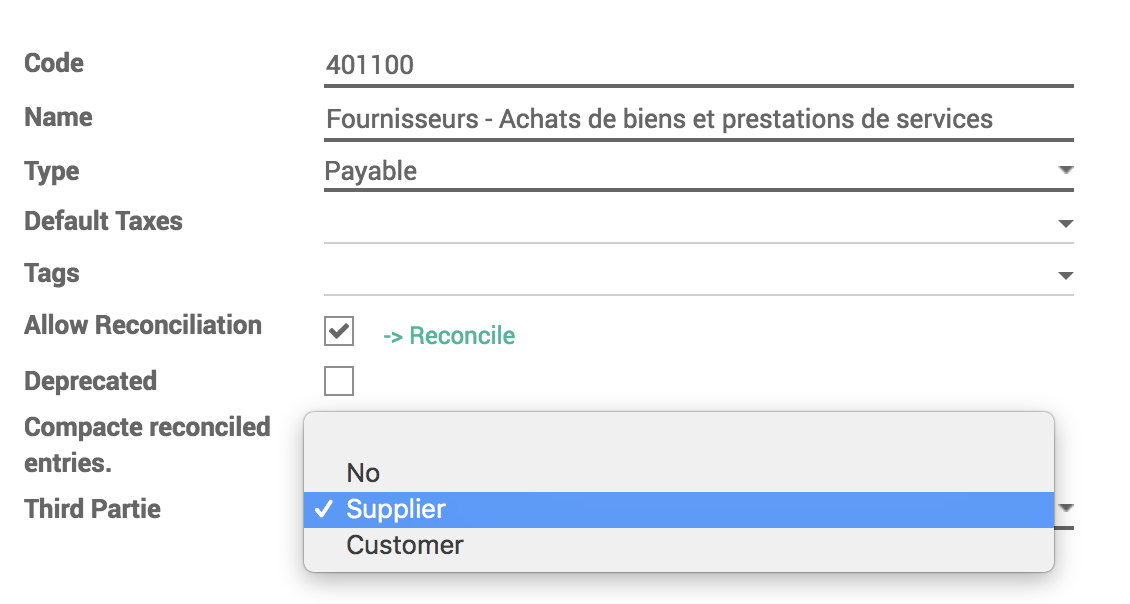 Code 401100
Name Fournisseurs - Achats de biens et prestations de services
Type Payable
Default Taxes
Tags
Allow Reconciliation -> Reconcile
Deprecated
Compacte reconciled
entries.
No
Third Partie Supplier
Customer